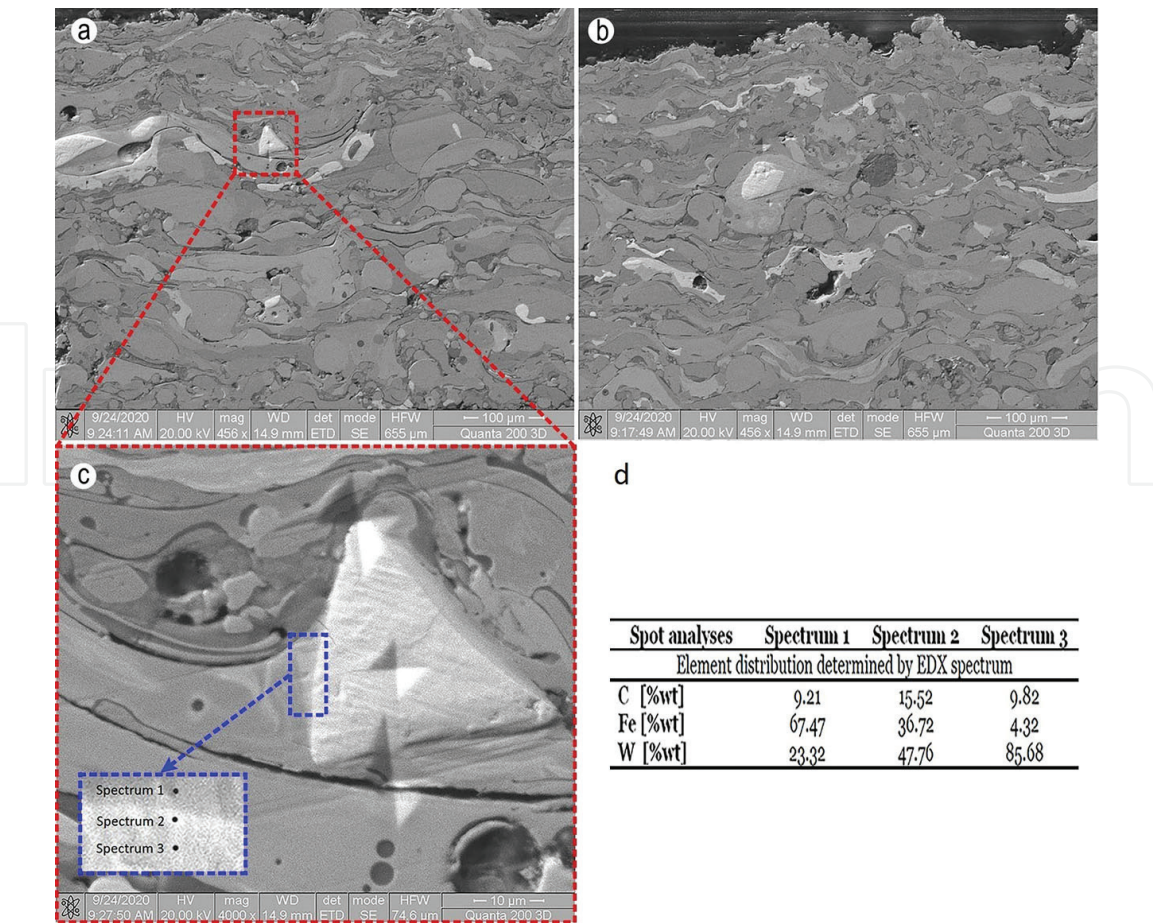 a
b
9/24/2020 HV mag WD det mode HFW 100 µm
9:24:11 AM 20.00 kV 456 x 14.9 mm ETD SE 655 µm Quanta 200 3D
9/24/2020 HV mag WD det mode HFW 100 µm
9:17:49 AM 20.00 kV 456 x 14.9 mm ETD SE 655 µm Quanta 200 3D
c
Spectrum 1
Spectrum 2
Spectrum 3
9/24/2020 HV mag WD det mode HFW 10 µm
9:27:50 AM 20.00 kV 4000 x 14.9 mm ETD SE 74.6 µm Quanta 200 3D
d
Spot analyses Spectrum 1 Spectrum 2 Spectrum 3
Element distribution determined by EDX spectrum
C [%wt] 9.21 15.52 9.82
Fe [%wt] 67.47 36.72 4.32
W [%wt] 23.32 47.76 85.68